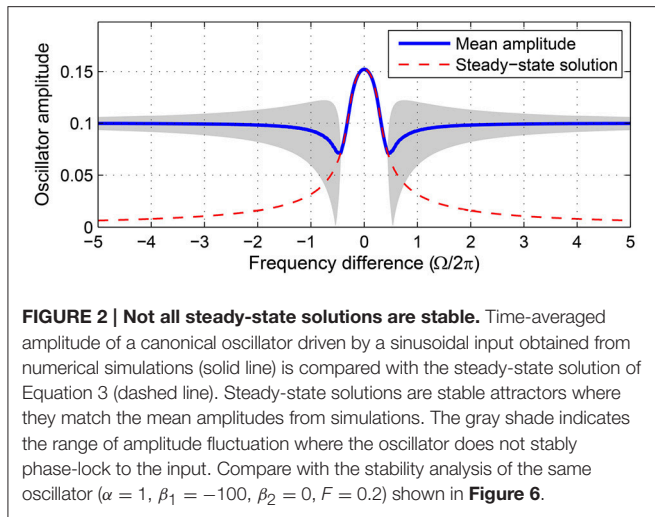 Mean amplitude
Steady-state solution
0.15
0.1
0.05
0
Oscillator amplitude
−5 −4 −3 −2 −1 0 1 2 3 4 5
Frequency difference (Ω/2π)
FIGURE 2 | Not all steady-state solutions are stable. Time-averaged
amplitude of a canonical oscillator driven by a sinusoidal input obtained from
numerical simulations (solid line) is compared with the steady-state solution of
Equation 3 (dashed line). Steady-state solutions are stable attractors where
they match the mean amplitudes from simulations. The gray shade indicates
the range of amplitude fluctuation where the oscillator does not stably
phase-lock to the input. Compare with the stability analysis of the same
oscillator (α = 1, β₁ = −100, β₂ = 0, F = 0.2) shown in Figure 6.